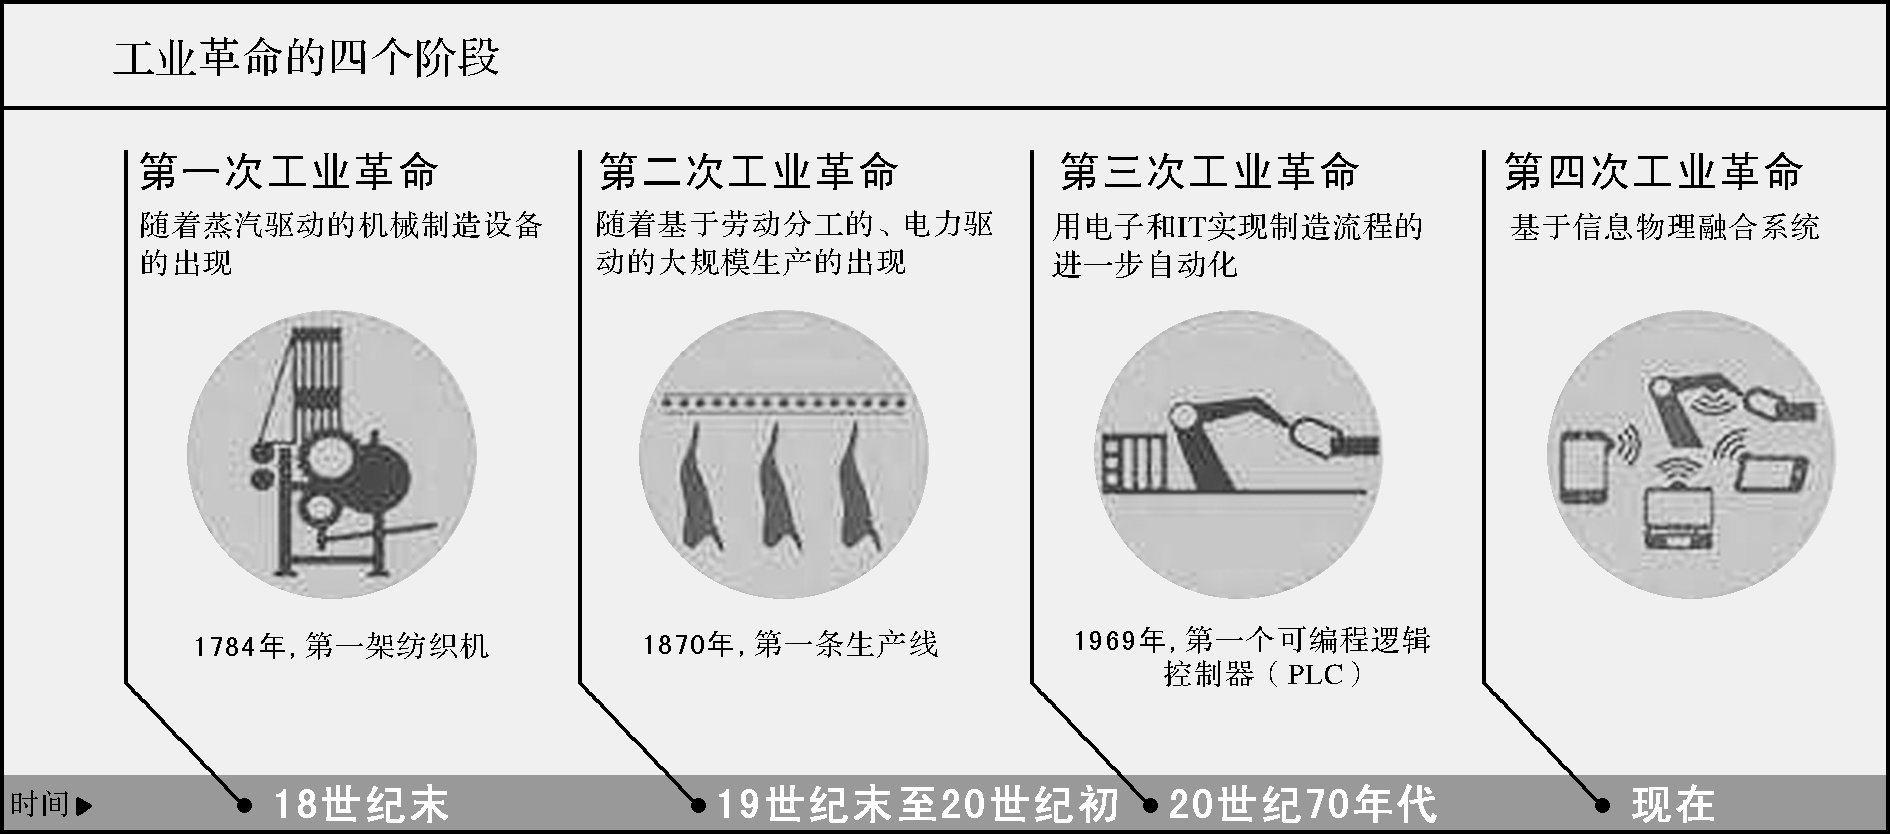 工业革命的四个阶段
第一次工业革命
随着蒸汽驱动的机械制造设备
的出现
1784年,第一架纺织机
第二次工业革命
随着基于劳动分工的、电力驱
动的大规模生产的出现
1870年,第一条生产线
第三次工业革命
用电子和IT实现制造流程的
进一步自动化
1969年,第一个可编程逻辑
控制器（PLC）
第四次工业革命
基于信息物理融合系统
时间
18世纪末
19世纪末至20世纪初
20世纪70年代
现在